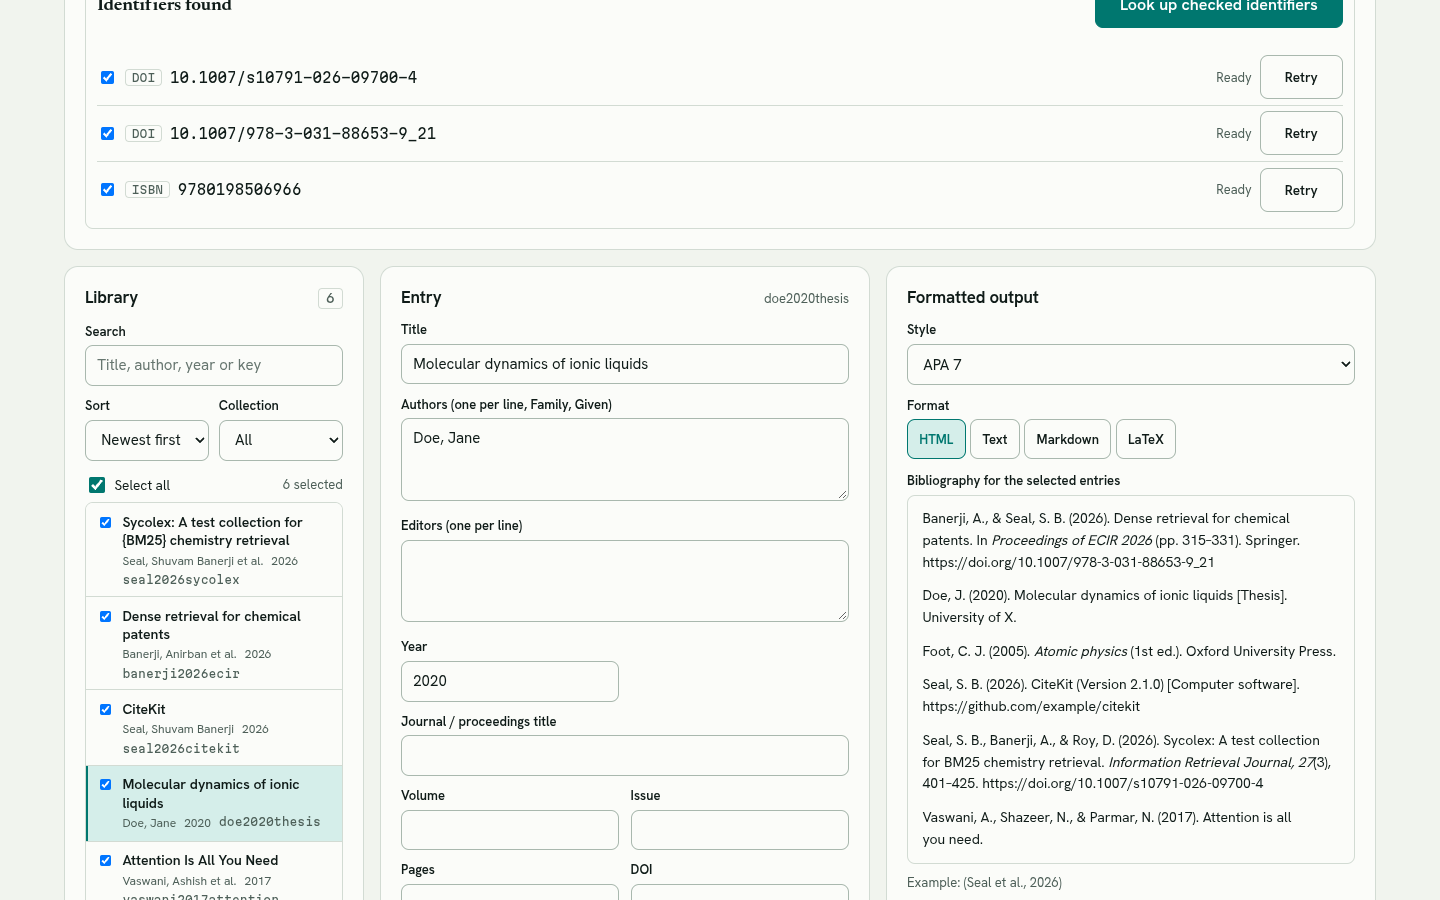 Identifiers found
Look up checked identifiers
DOI 10.1007/s10791-026-09700-4 Ready Retry
DOI 10.1007/978-3-031-88653-9_21 Ready Retry
ISBN 9780198506966 Ready Retry
Library 6
Search
Title, author, year or key
Sort Collection
Newest first All
Select all 6 selected
Sycolex: A test collection for
{BM25} chemistry retrieval
Seal, Shuvam Banerji et al. 2026
seal2026sycolex
Dense retrieval for chemical
patents
Banerji, Anirban et al. 2026
banerji2026ecir
CiteKit
Seal, Shuvam Banerji 2026
seal2026citekit
Molecular dynamics of ionic
liquids
Doe, Jane 2020 doe2020thesis
Attention Is All You Need
Vaswani, Ashish et al. 2017
vaswani2017attention
Entry doe2020thesis
Title
Molecular dynamics of ionic liquids
Authors (one per line, Family, Given)
Doe, Jane
Editors (one per line)
Year
2020
Journal / proceedings title
Volume Issue
Pages DOI
Formatted output
Style
APA 7
Format
HTML Text Markdown LaTeX
Bibliography for the selected entries
Banerji, A., & Seal, S. B. (2026). Dense retrieval for chemical
patents. In Proceedings of ECIR 2026 (pp. 315–331). Springer.
https://doi.org/10.1007/978-3-031-88653-9_21
Doe, J. (2020). Molecular dynamics of ionic liquids [Thesis].
University of X.
Foot, C. J. (2005). Atomic physics (1st ed.). Oxford University Press.
Seal, S. B. (2026). CiteKit (Version 2.1.0) [Computer software].
https://github.com/example/citekit
Seal, S. B., Banerji, A., & Roy, D. (2026). Sycolex: A test collection
for BM25 chemistry retrieval. Information Retrieval Journal, 27(3),
401–425. https://doi.org/10.1007/s10791-026-09700-4
Vaswani, A., Shazeer, N., & Parmar, N. (2017). Attention is all
you need.
Example: (Seal et al., 2026)